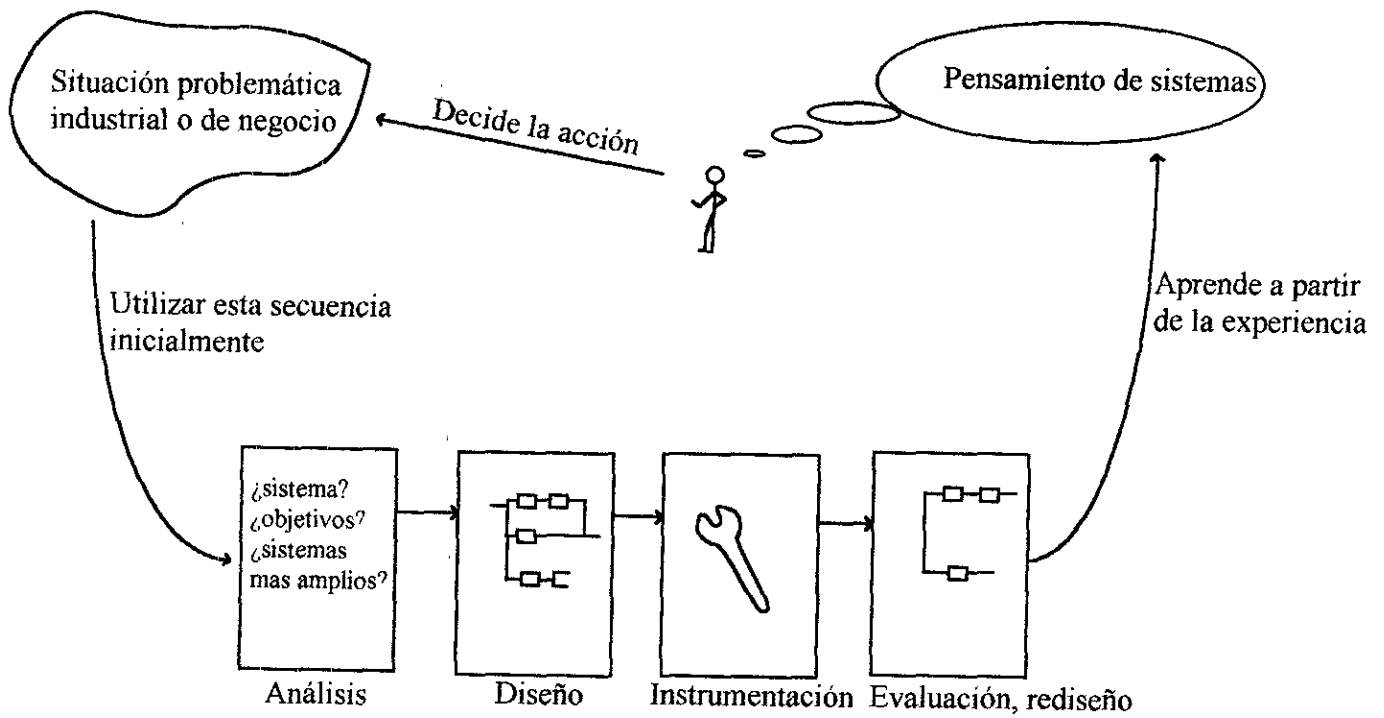 Situación problemática
industrial o de negocio
Decide la acción
Pensamiento de sistemas
Utilizar esta secuencia
inicialmente
Aprende a partir
de la experiencia
¿sistema?
¿objetivos?
¿sistemas
mas amplios?
Análisis
Diseño
Instrumentación
Evaluación, rediseño